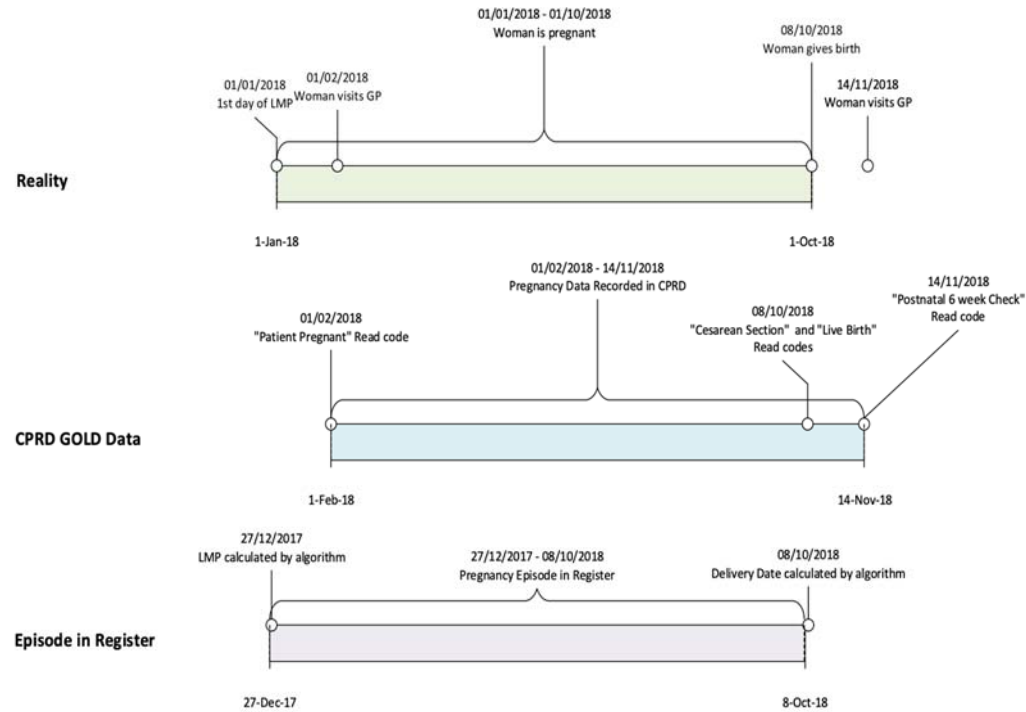 01/01/2018 - 01/10/2018
Woman is pregnant
08/10/2018
Woman gives birth
01/01/2018
1st day of LMP
01/02/2018
Woman visits GP
14/11/2018
Woman visits GP
Reality
1-Jan-18
1-Oct-18
01/02/2018 - 14/11/2018
Pregnancy Data Recorded in CPRD
01/02/2018
"Patient Pregnant" Read code
08/10/2018
"Cesarean Section" and "Live Birth"
Read codes
14/11/2018
"Postnatal 6 week Check"
Read code
CPRD GOLD Data
1-Feb-18
14-Nov-18
27/12/2017
LMP calculated by algorithm
27/12/2017 - 08/10/2018
Pregnancy Episode in Register
08/10/2018
Delivery Date calculated by algorithm
Episode in Register
27-Dec-17
8-Oct-18